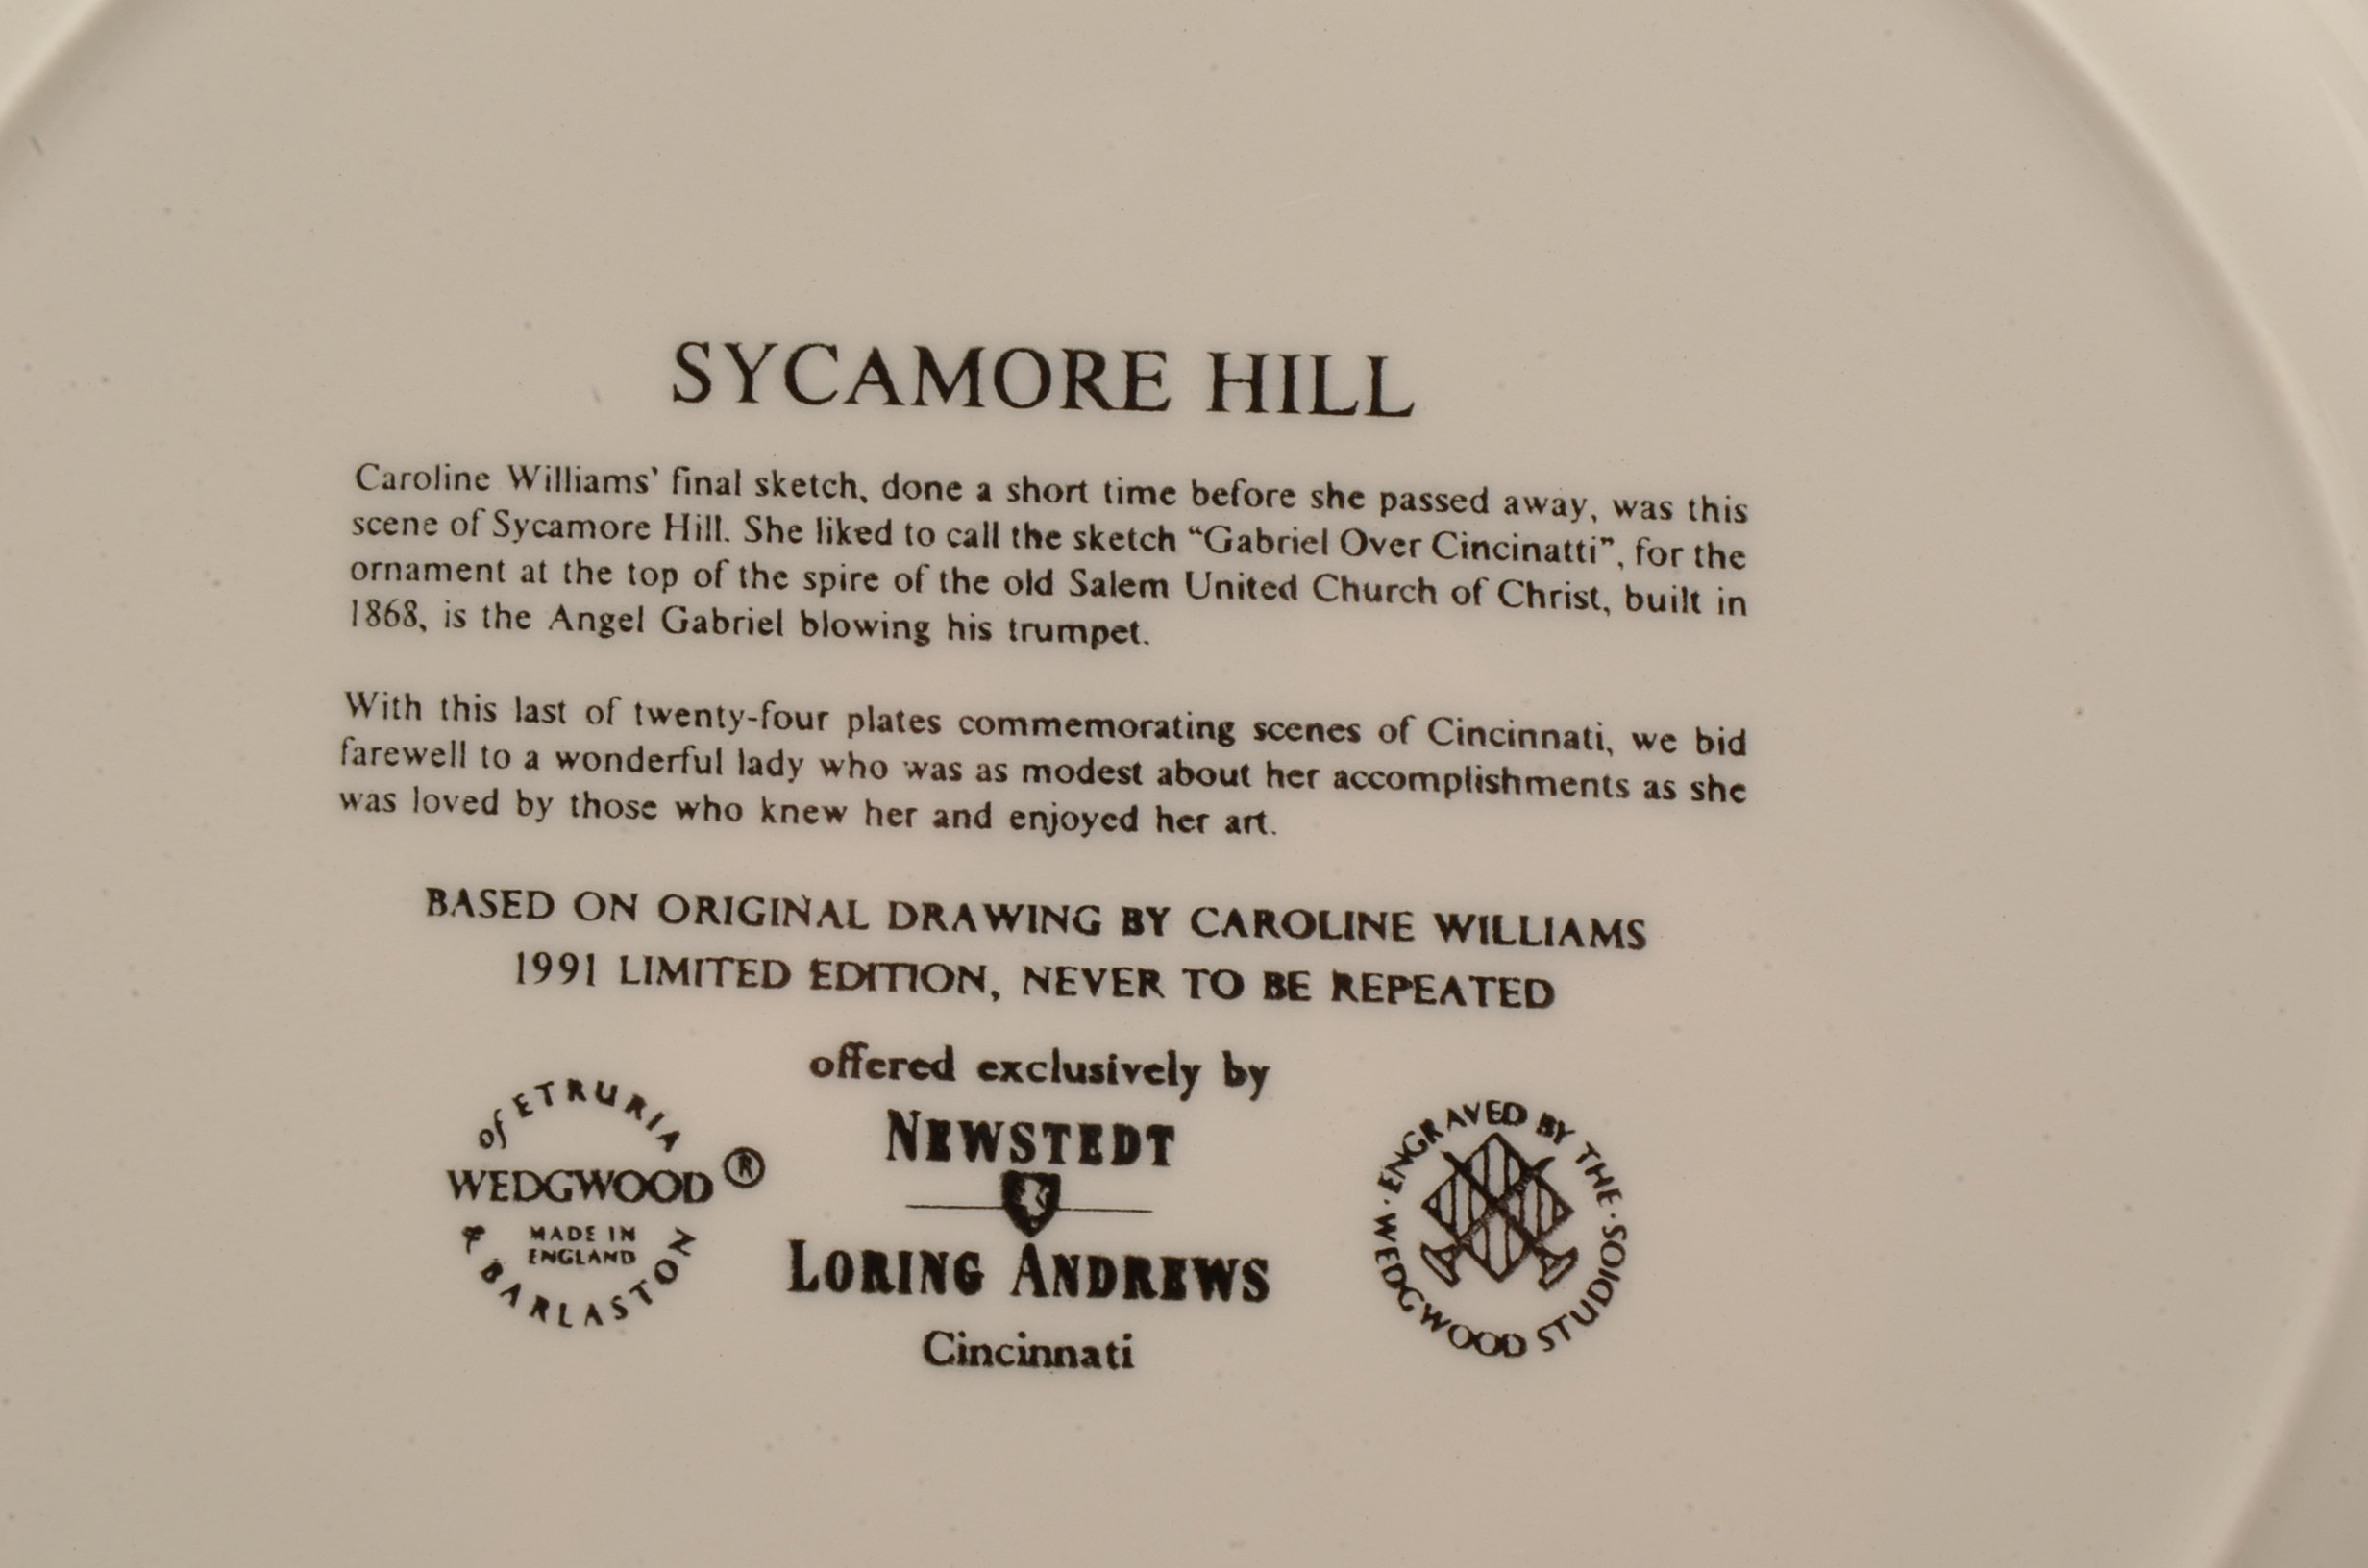 SYCAMORE HILL
Caroline Williams' final sketch, done a short time before she passed away, was this
scene of Sycamore Hill. She liked to call the sketch “Gabriel Over Cincinatti”, for the
ornament at the top of the spire of the old Salem United Church of Christ, built in
1868, is the Angel Gabriel blowing his trumpet.
With this last of twenty-four plates commemorating scenes of Cincinnati, we bid
farewell to a wonderful lady who was as modest about her accomplishments as she
was loved by those who knew her and enjoyed her art.
BASED ON ORIGINAL DRAWING BY CAROLINE WILLIAMS
1991 LIMITED EDITION, NEVER TO BE REPEATED
offered exclusively by
NEWSTEDT
LORING ANDREWS
Cincinnati
of ETRURIA
WEDGWOOD ®
MADE IN
ENGLAND
& BARLASTON
ENGRAVED BY THE · STUDIOS
· WEDGWOOD